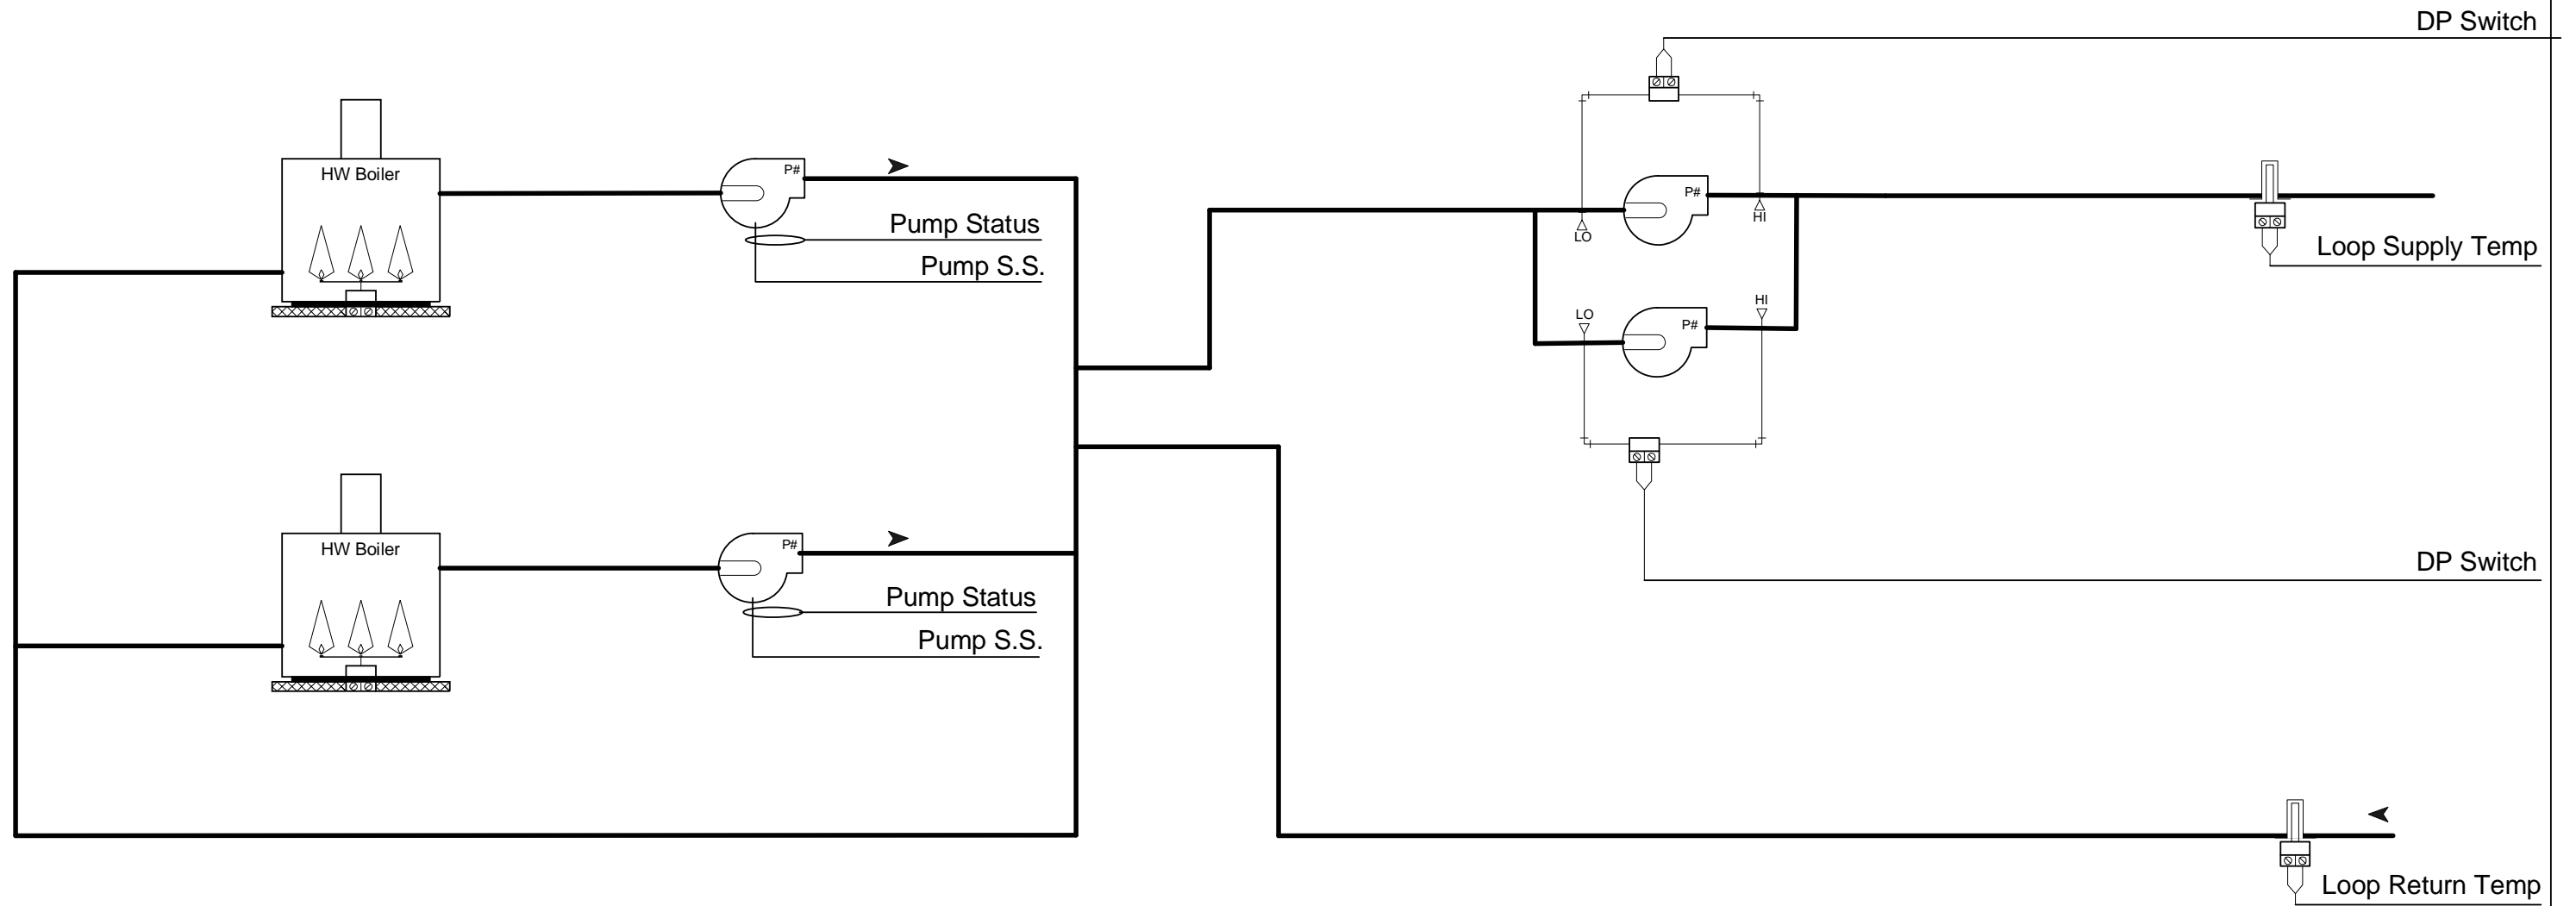 DP Switch
HW Boiler
P#
P#
Pump Status
LO
HI
Loop Supply Temp
Pump S.S.
HI
LO
P#
HW Boiler
P#
DP Switch
Pump Status
Pump S.S.
Loop Return Temp